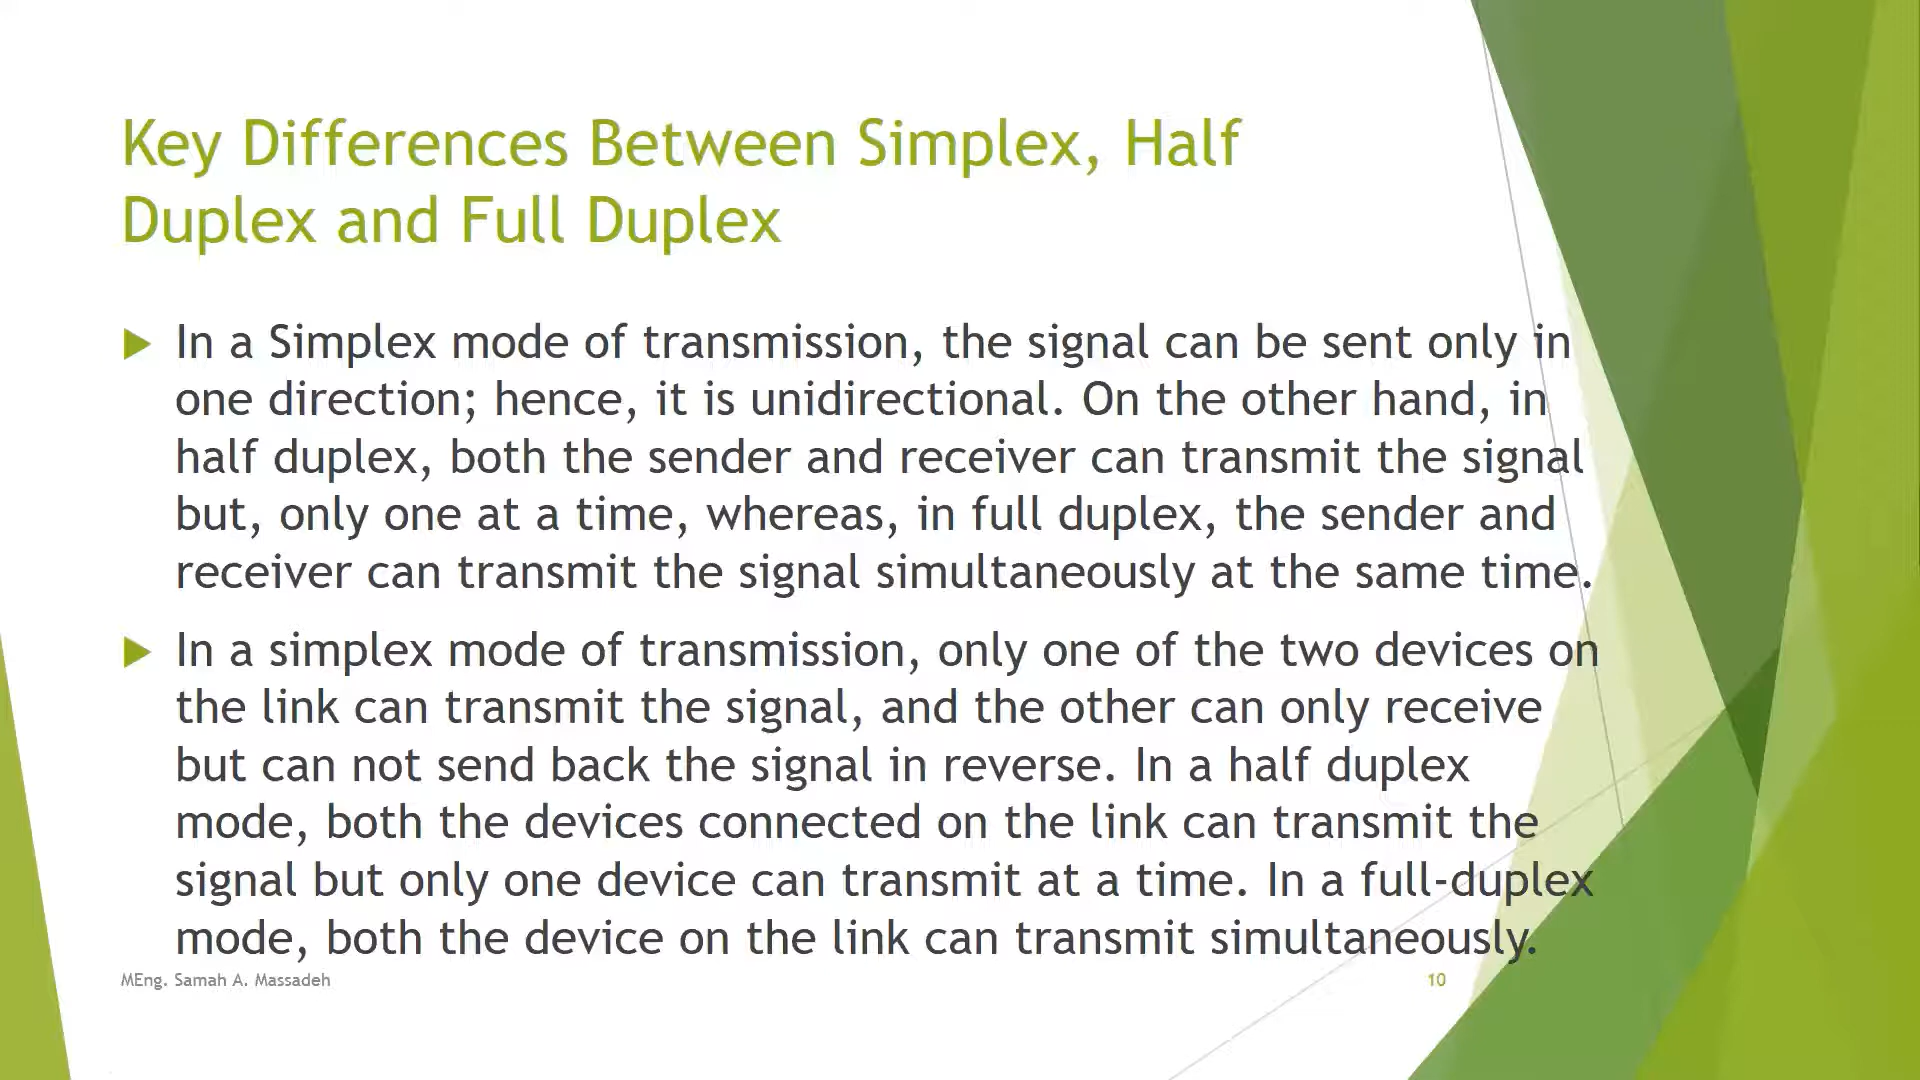 Key Differences Between Simplex, Half
Duplex and Full Duplex
In a Simplex mode of transmission, the signal can be sent only in
one direction; hence, it is unidirectional. On the other hand, in
half duplex, both the sender and receiver can transmit the signal
but, only one at a time, whereas, in full duplex, the sender and
receiver can transmit the signal simultaneously at the same time.
In a simplex mode of transmission, only one of the two devices on
the link can transmit the signal, and the other can only receive
but can not send back the signal in reverse. In a half duplex
mode, both the devices connected on the link can transmit the
signal but only one device can transmit at a time. In a full-duplex
mode, both the device on the link can transmit simultaneously.
MEng. Samah A. Massadeh
10